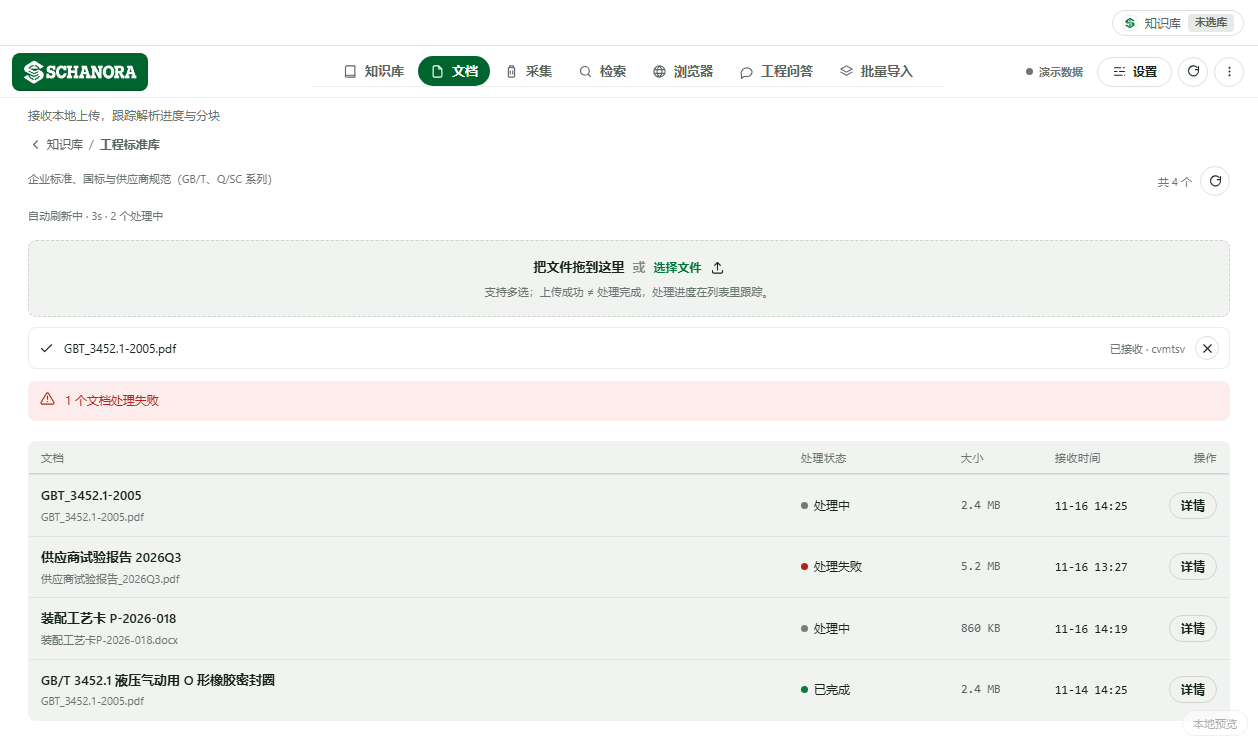 知识库 未选库
SCHANORA 知识库 文档 采集 检索 浏览器 工程问答 批量导入 演示数据 设置
接收本地上传，跟踪解析进度与分块
知识库 / 工程标准库
企业标准、国标与供应商规范（GB/T、Q/SC 系列） 共 4 个
自动刷新中 · 3s · 2 个处理中
把文件拖到这里 或 选择文件
支持多选；上传成功 ≠ 处理完成，处理进度在列表里跟踪。
GBT_3452.1-2005.pdf 已接收 · cvmtsv
1 个文档处理失败
文档 处理状态 大小 接收时间 操作
GBT_3452.1-2005
GBT_3452.1-2005.pdf
处理中 2.4 MB 11-16 14:25 详情
供应商试验报告 2026Q3
供应商试验报告_2026Q3.pdf
处理失败 5.2 MB 11-16 13:27 详情
装配工艺卡 P-2026-018
装配工艺卡P-2026-018.docx
处理中 860 KB 11-16 14:19 详情
GB/T 3452.1 液压气动用 O 形橡胶密封圈
GBT_3452.1-2005.pdf
已完成 2.4 MB 11-14 14:25 详情
本地预览